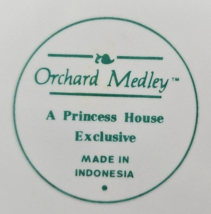 Orchard Medley™
A Princess House
Exclusive
MADE IN
INDONESIA